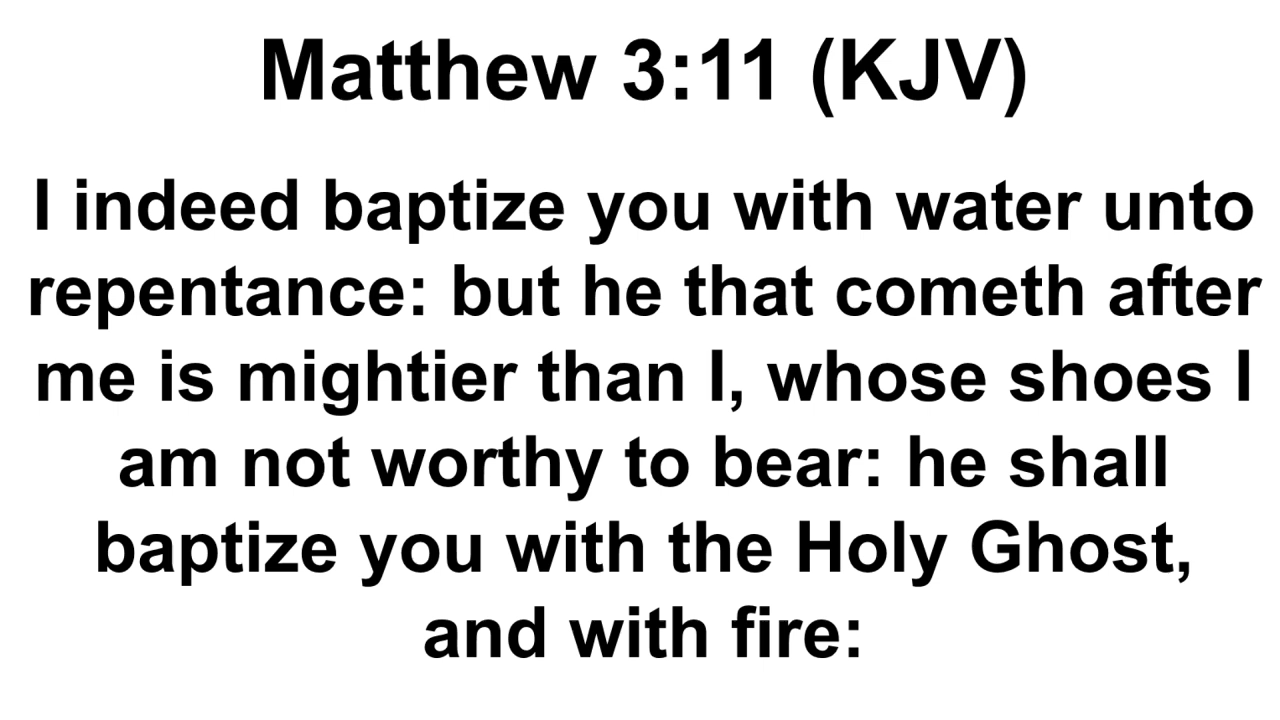 Matthew 3:11 (KJV)
I indeed baptize you with water unto
repentance: but he that cometh after
me is mightier than I, whose shoes I
am not worthy to bear: he shall
baptize you with the Holy Ghost,
and with fire: